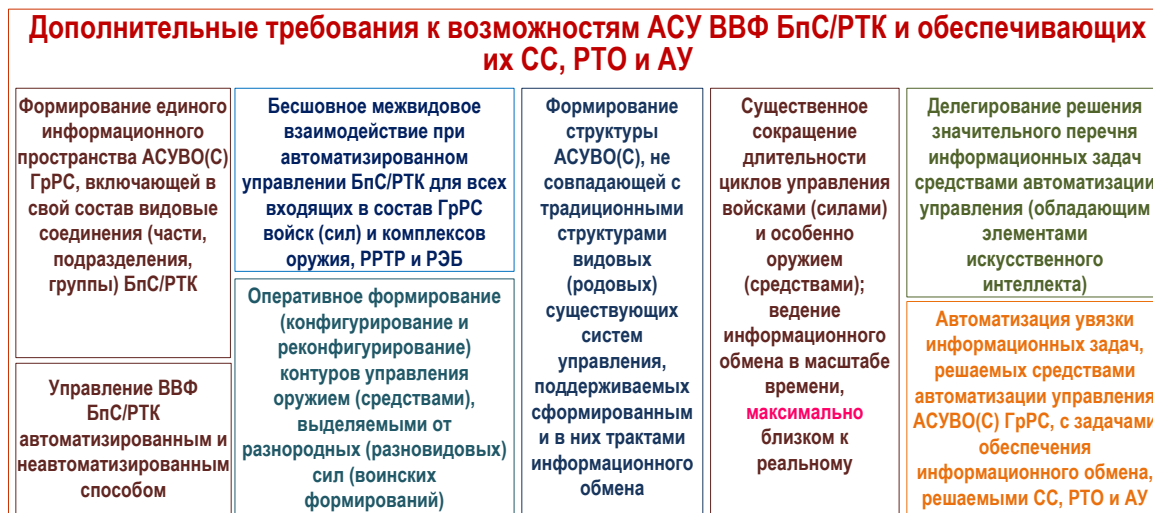 Дополнительные требования к возможностям АСУ ВВФ БпС/РТК и обеспечивающих
их СС, РТО и АУ
Формирование единого
информационного
пространства АСУВО(С)
ГрРС, включающей в
свой состав видовые
соединения (части,
подразделения,
группы) БпС/РТК
Управление ВВФ
БпС/РТК
автоматизированным и
неавтоматизированным
способом
Бесшовное межвидовое
взаимодействие при
автоматизированном
управлении БпС/РТК для всех
входящих в состав ГрРС
войск (сил) и комплексов
оружия, РРТР и РЭБ
Оперативное формирование
(конфигурирование и
реконфигурирование)
контуров управления
оружием (средствами),
выделяемыми от
разнородных (разновидовых)
сил (воинских
формирований)
Формирование
структуры
АСУВО(С), не
совпадающей с
традиционными
структурами
видовых
(родовых)
существующих
систем
управления,
поддерживаемых
сформированным
и в них трактами
информационного
обмена
Существенное
сокращение
длительности
циклов управления
войсками (силами)
и особенно
оружием
(средствами);
ведение
информационного
обмена в масштабе
времени,
максимально
близком к
реальному
Делегирование решения
значительного перечня
информационных задач
средствами автоматизации
управления (обладающим
элементами
искусственного
интеллекта)
Автоматизация увязки
информационных задач,
решаемых средствами
автоматизации управления
АСУВО(С) ГрРС, с задачами
обеспечения
информационного обмена,
решаемыми СС, РТО и АУ